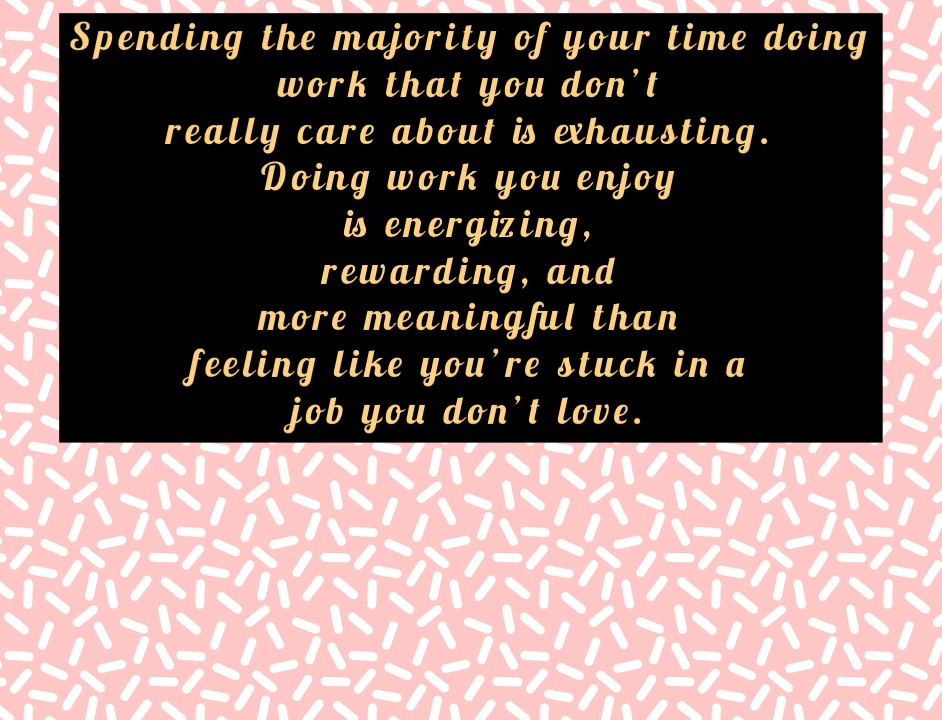 Spending the majority of your time doing
work that you don’t
really care about is exhausting.
Doing work you enjoy
is energizing,
rewarding, and
more meaningful than
feeling like you’re stuck in a
job you don’t love.